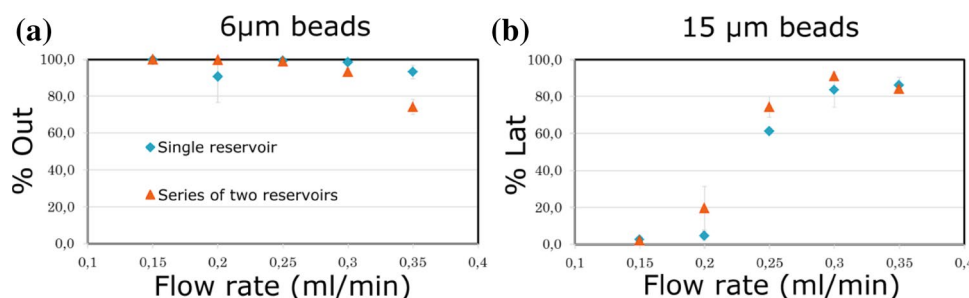 (a) 6µm beads
100,0
80,0
60,0
40,0
20,0
0,0
% Out
Single reservoir
Series of two reservoirs
0,1 0,15 0,2 0,25 0,3 0,35 0,4
Flow rate (ml/min)
(b) 15 µm beads
100,0
80,0
60,0
40,0
20,0
0,0
% Lat
0,1 0,15 0,2 0,25 0,3 0,35 0,4
Flow rate (ml/min)